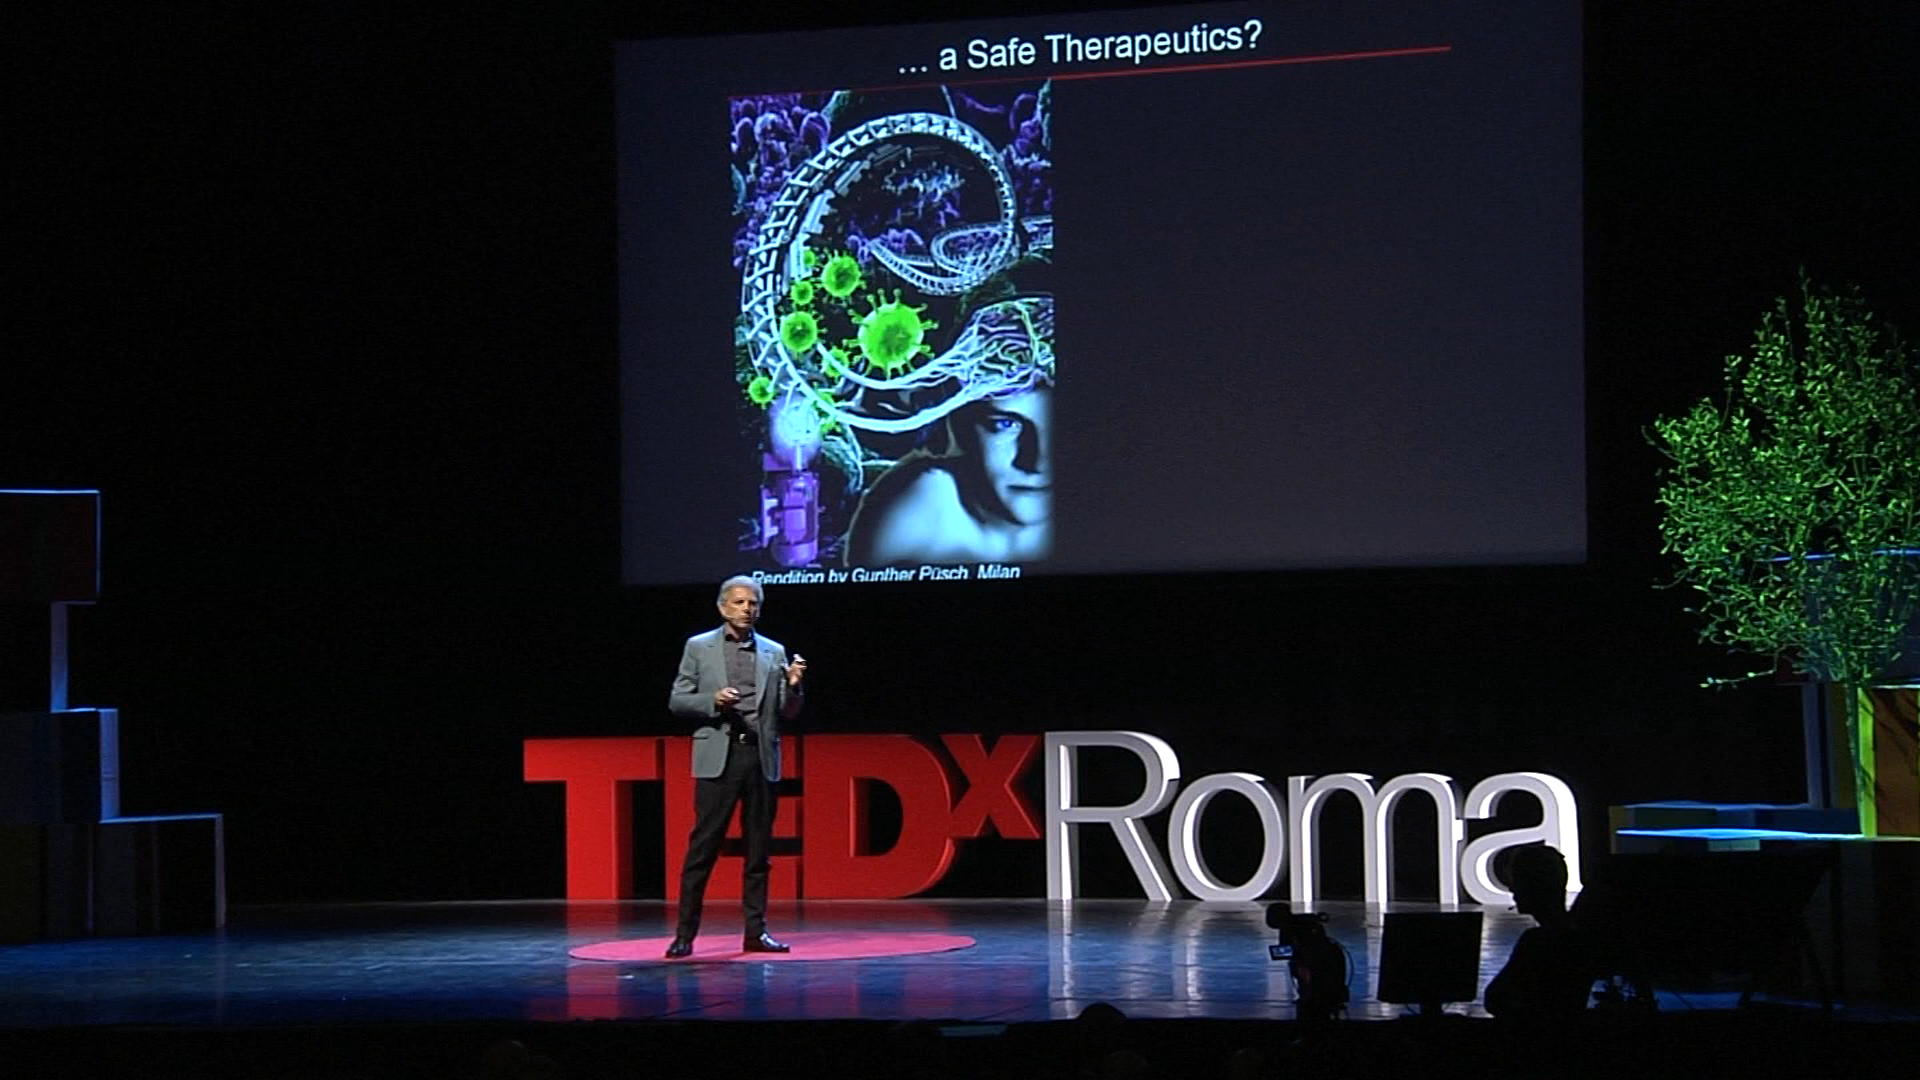 ... a Safe Therapeutics?
Rendition by Gunther Püsch, Milan
TEDxRoma